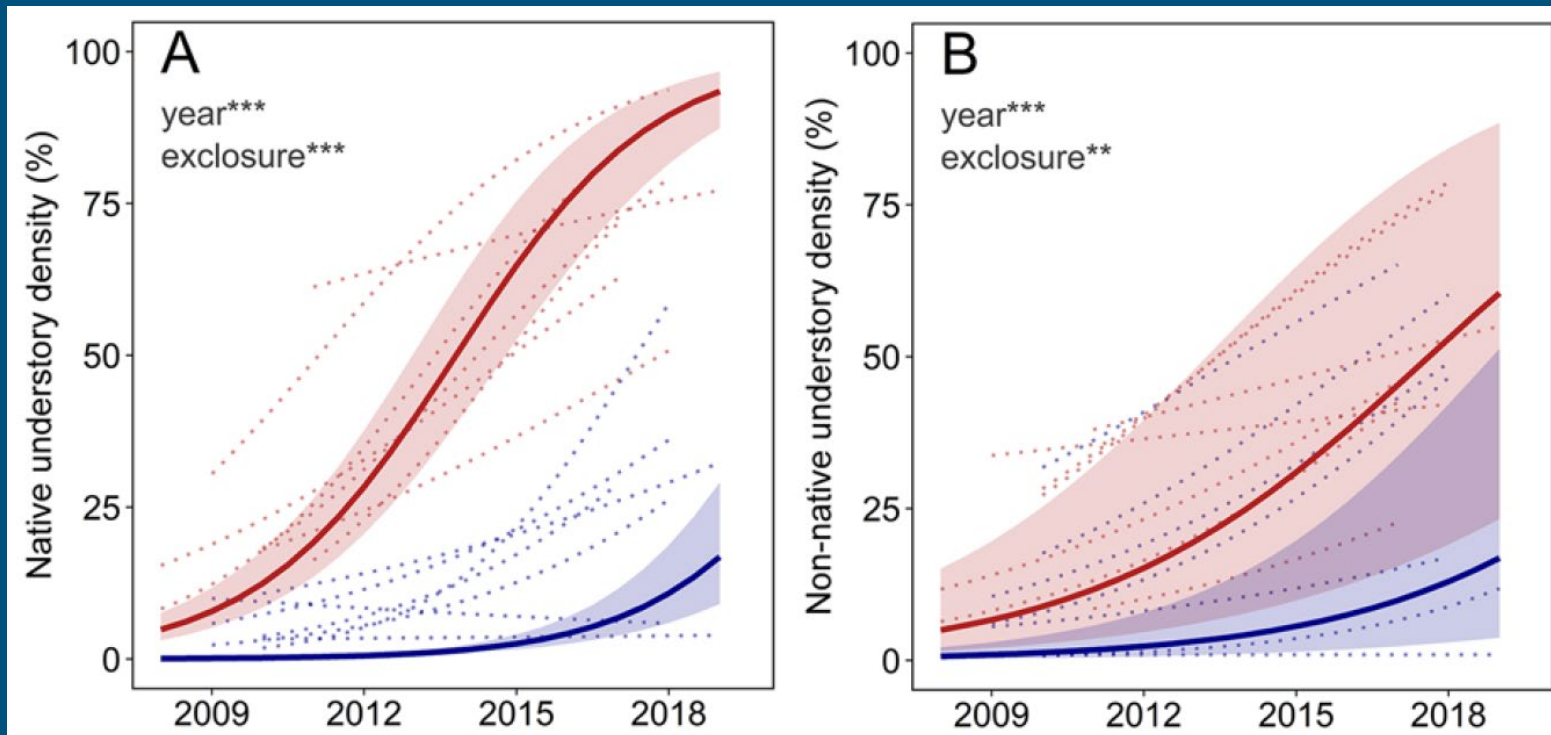 A
year***
exclosure***
Native understory density (%)
100
75
50
25
0
2009 2012 2015 2018
B
year***
exclosure**
Non-native understory density (%)
100
75
50
25
0
2009 2012 2015 2018